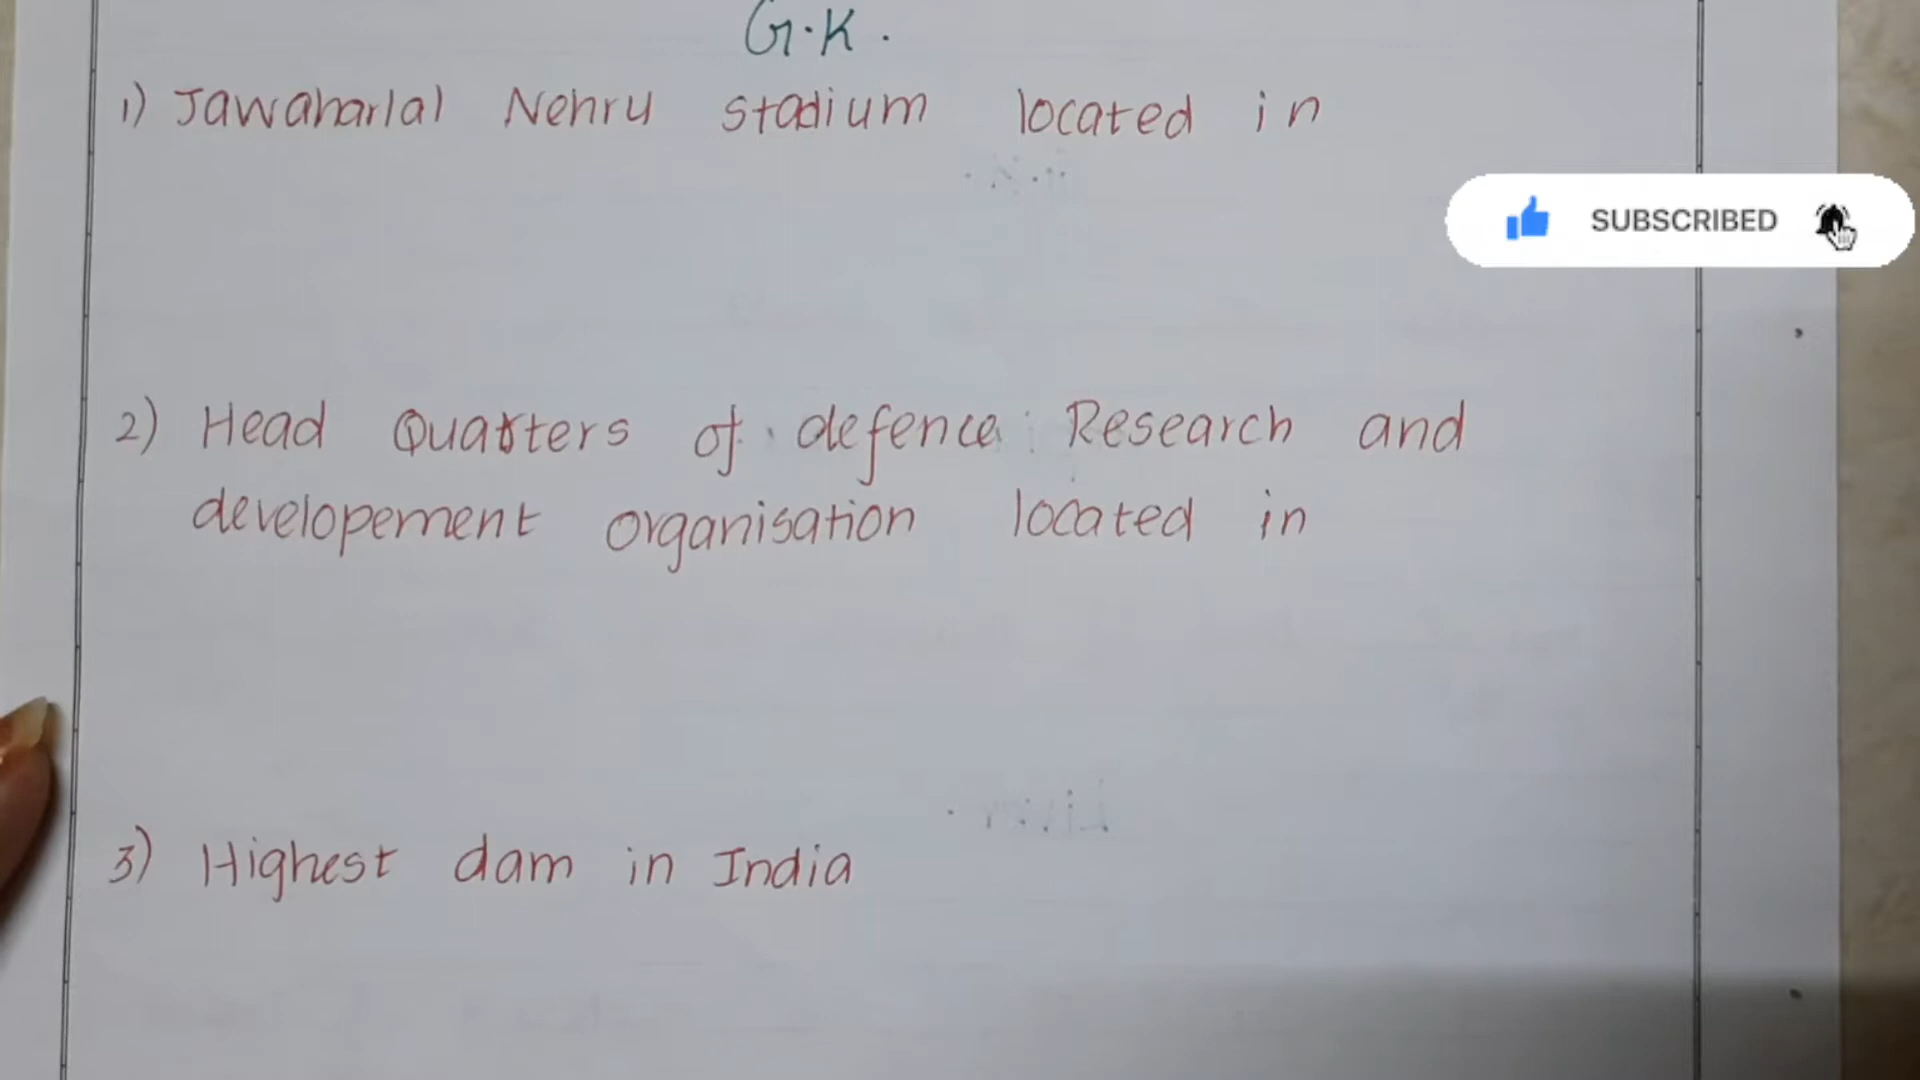 G.K.
1) Jawaharlal Nehru stadium located in
SUBSCRIBED
2) Head Quarters of defence Research and
developement organisation located in
3) Highest dam in India